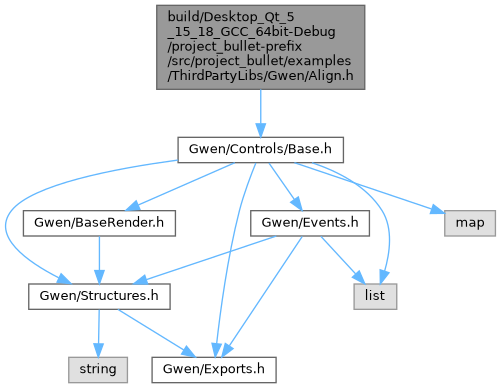 build/Desktop_Qt_5
_15_18_GCC_64bit-Debug
/project_bullet-prefix
/src/project_bullet/examples
/ThirdPartyLibs/Gwen/Align.h
Gwen/Controls/Base.h
Gwen/BaseRender.h
Gwen/Events.h
map
Gwen/Structures.h
list
string
Gwen/Exports.h